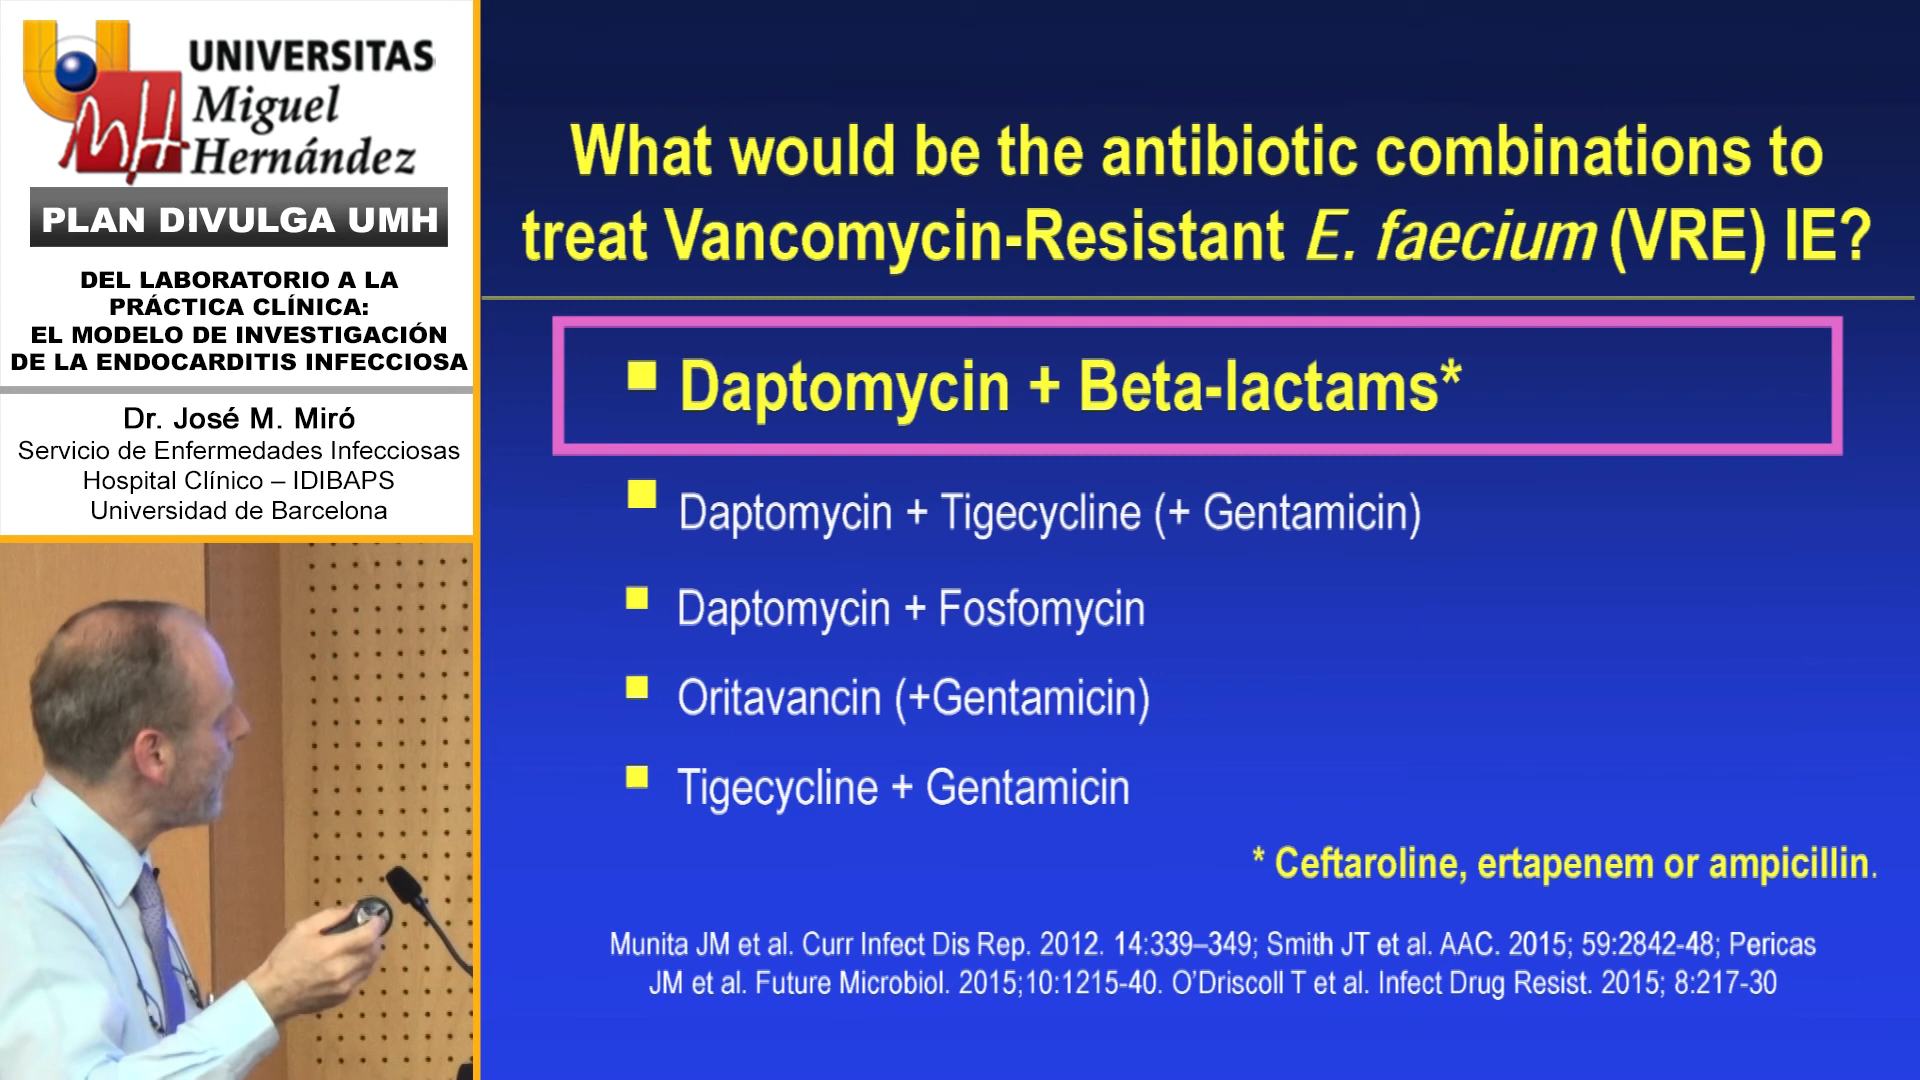 UNIVERSITAS
Miguel
Hernández
PLAN DIVULGA UMH
DEL LABORATORIO A LA
PRÁCTICA CLÍNICA:
EL MODELO DE INVESTIGACIÓN
DE LA ENDOCARDITIS INFECCIOSA
Dr. José M. Miró
Servicio de Enfermedades Infecciosas
Hospital Clínico – IDIBAPS
Universidad de Barcelona
What would be the antibiotic combinations to
treat Vancomycin-Resistant E. faecium (VRE) IE?
Daptomycin + Beta-lactams*
Daptomycin + Tigecycline (+ Gentamicin)
Daptomycin + Fosfomycin
Oritavancin (+Gentamicin)
Tigecycline + Gentamicin
* Ceftaroline, ertapenem or ampicillin.
Munita JM et al. Curr Infect Dis Rep. 2012. 14:339–349; Smith JT et al. AAC. 2015; 59:2842-48; Pericas
JM et al. Future Microbiol. 2015;10:1215-40. O’Driscoll T et al. Infect Drug Resist. 2015; 8:217-30